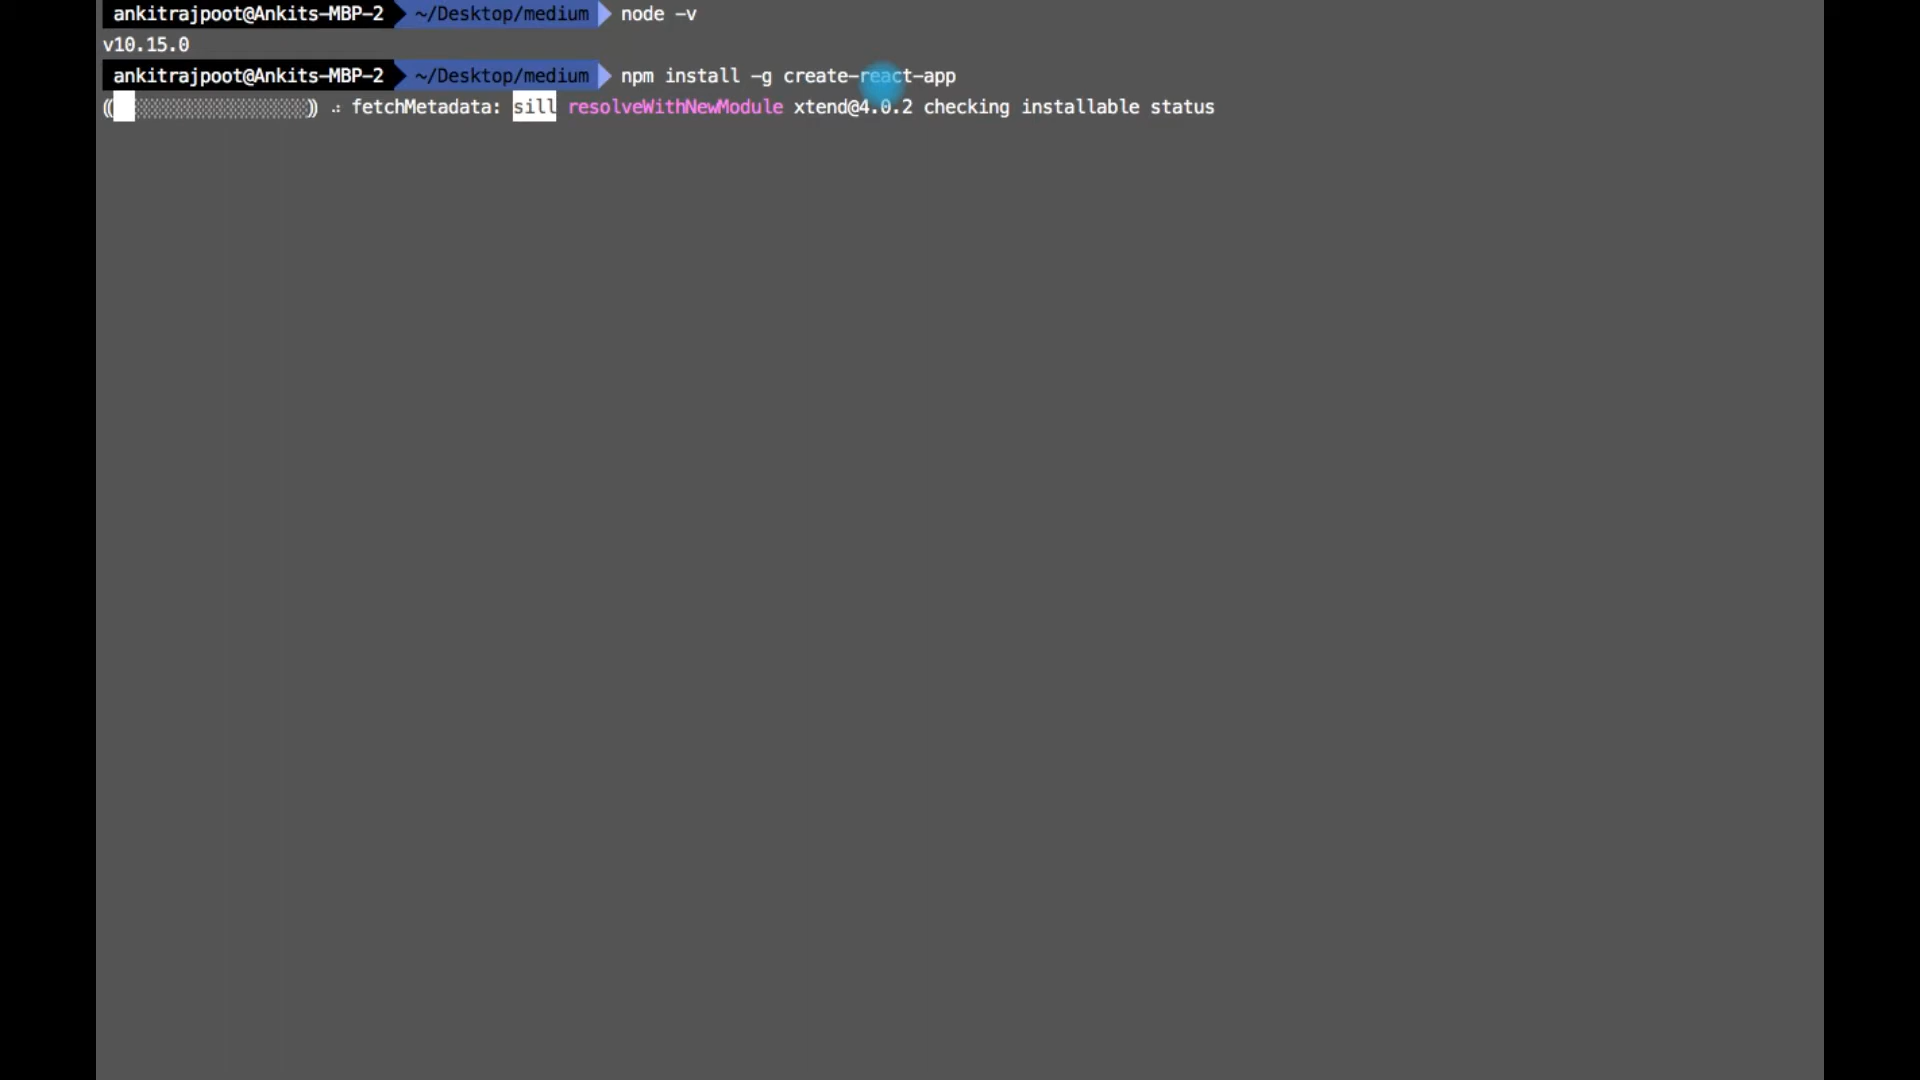 ankitrajpoot@Ankits-MBP-2 ~/Desktop/medium node -v
v10.15.0
ankitrajpoot@Ankits-MBP-2 ~/Desktop/medium npm install -g create-react-app
(( ░░░░░░░░░░░░░░░░)) ⠴ fetchMetadata: sill resolveWithNewModule xtend@4.0.2 checking installable status